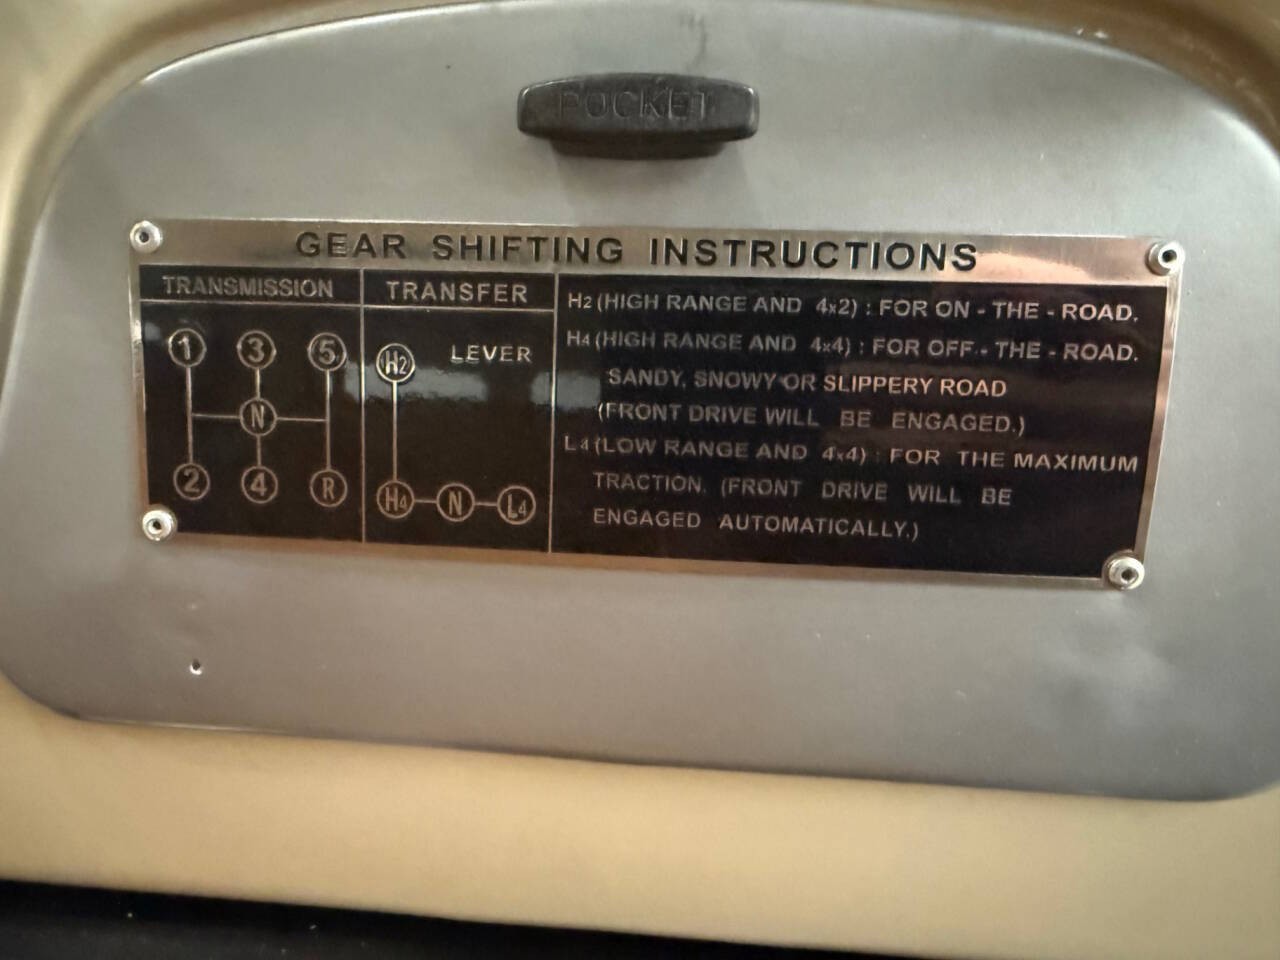 POCKET
GEAR SHIFTING INSTRUCTIONS
TRANSMISSION
1 3 5
N
2 4 R
TRANSFER
H2 LEVER
H4 N L4
H2 (HIGH RANGE AND 4x2) : FOR ON - THE - ROAD.
H4 (HIGH RANGE AND 4x4) : FOR OFF - THE - ROAD.
SANDY, SNOWY OR SLIPPERY ROAD
(FRONT DRIVE WILL BE ENGAGED.)
L4 (LOW RANGE AND 4x4) : FOR THE MAXIMUM
TRACTION. (FRONT DRIVE WILL BE
ENGAGED AUTOMATICALLY.)